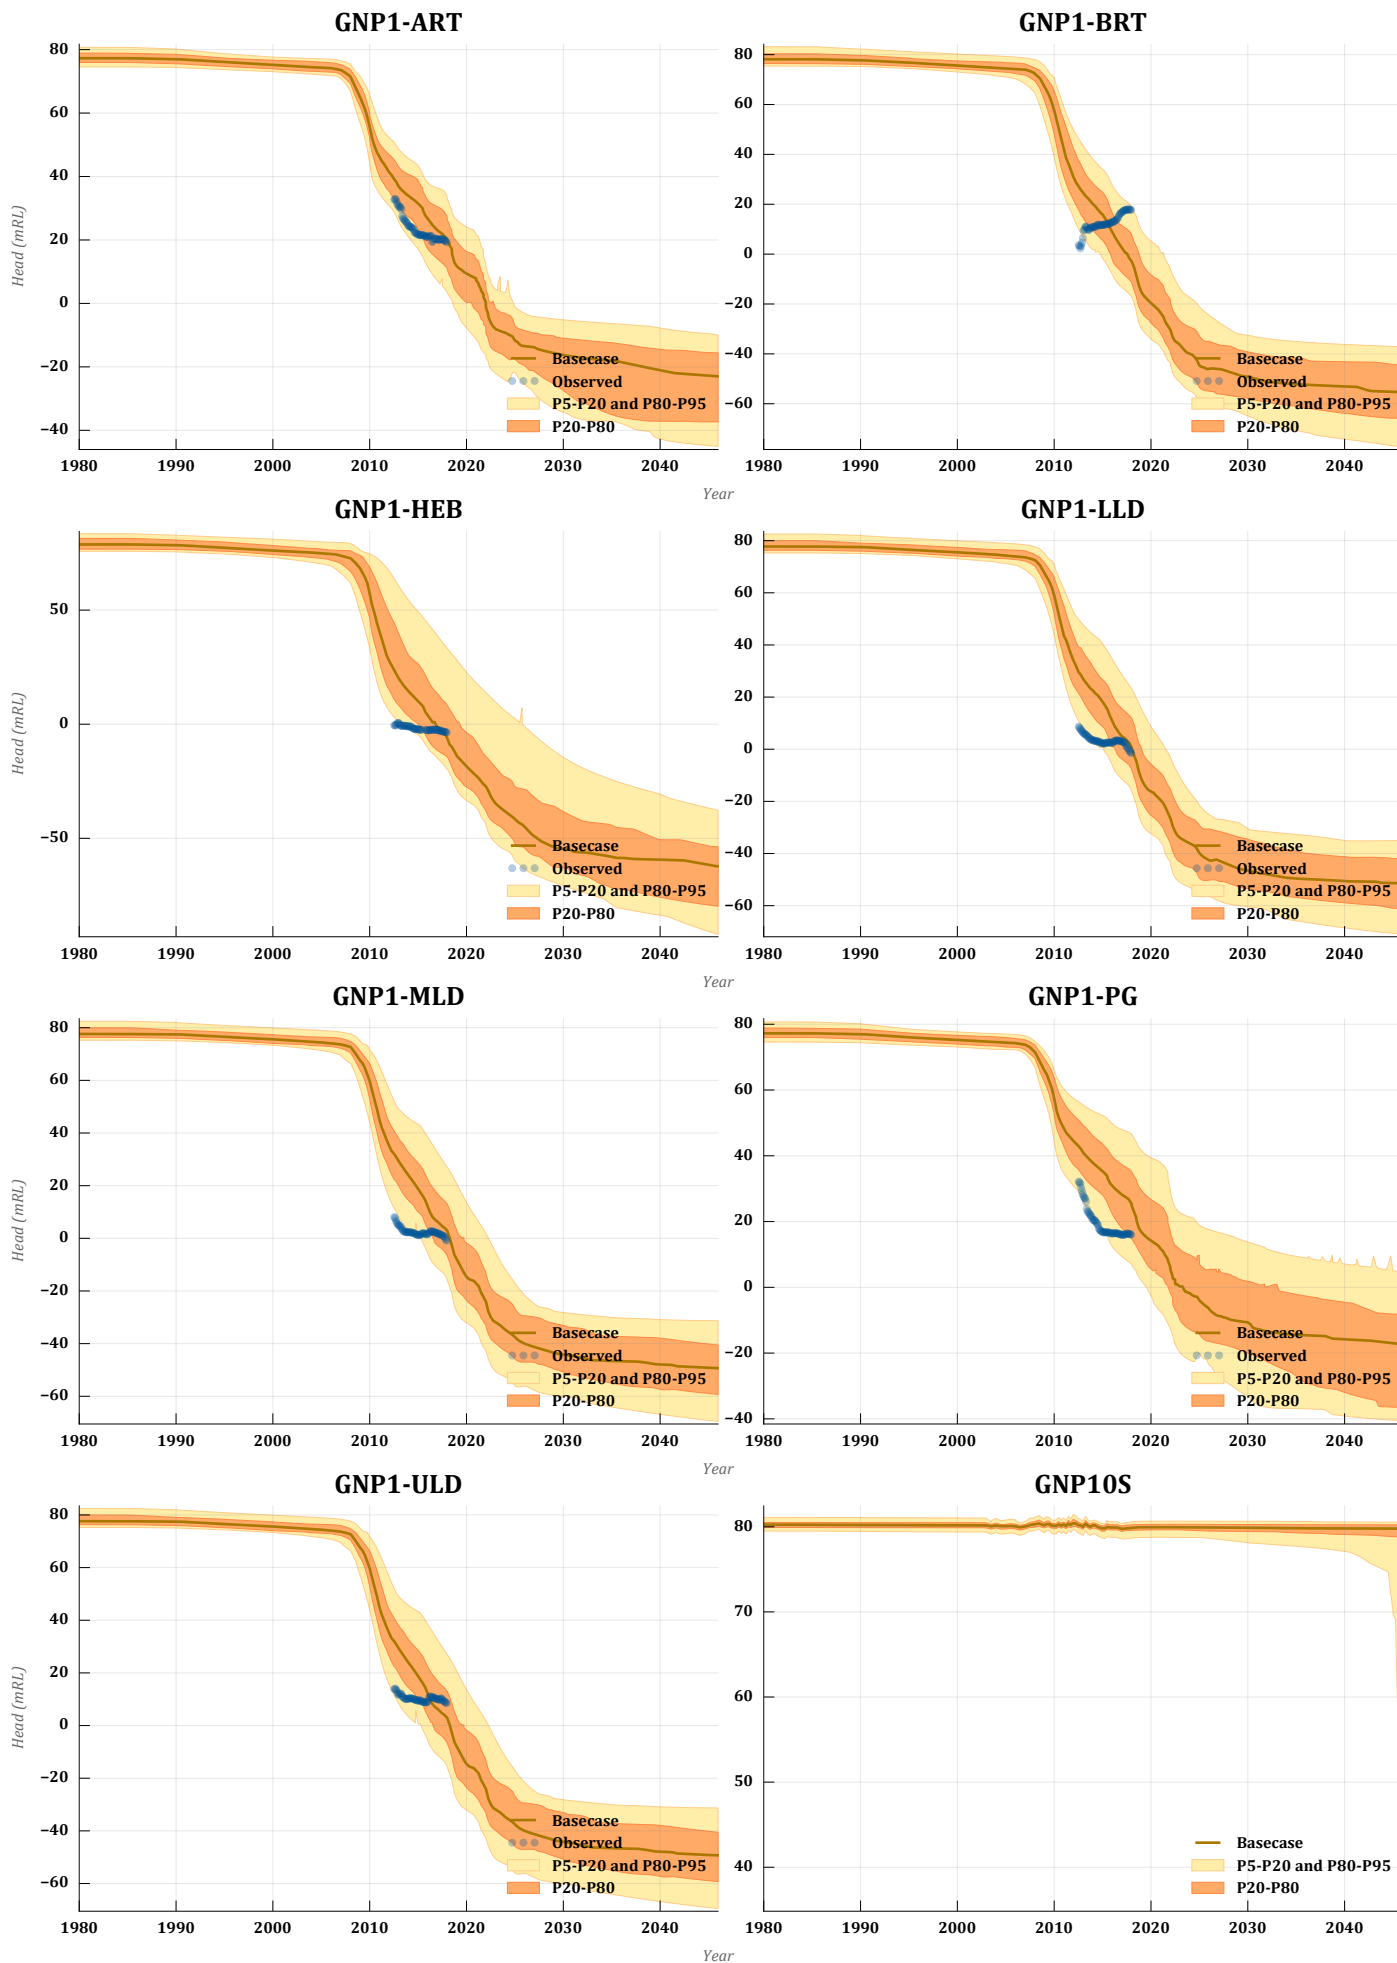 GNP1-ART
Head (mRL)
80
60
40
20
0
−20
−40
1980 1990 2000 2010 2020 2030 2040
Basecase
Observed
P5-P20 and P80-P95
P20-P80
GNP1-BRT
80
60
40
20
0
−20
−40
−60
1980 1990 2000 2010 2020 2030 2040
Basecase
Observed
P5-P20 and P80-P95
P20-P80
Year
GNP1-HEB
Head (mRL)
50
0
−50
1980 1990 2000 2010 2020 2030 2040
Basecase
Observed
P5-P20 and P80-P95
P20-P80
GNP1-LLD
80
60
40
20
0
−20
−40
−60
1980 1990 2000 2010 2020 2030 2040
Basecase
Observed
P5-P20 and P80-P95
P20-P80
Year
GNP1-MLD
Head (mRL)
80
60
40
20
0
−20
−40
−60
1980 1990 2000 2010 2020 2030 2040
Basecase
Observed
P5-P20 and P80-P95
P20-P80
GNP1-PG
80
60
40
20
0
−20
−40
1980 1990 2000 2010 2020 2030 2040
Basecase
Observed
P5-P20 and P80-P95
P20-P80
Year
GNP1-ULD
Head (mRL)
80
60
40
20
0
−20
−40
−60
1980 1990 2000 2010 2020 2030 2040
Basecase
Observed
P5-P20 and P80-P95
P20-P80
GNP10S
80
70
60
50
40
1980 1990 2000 2010 2020 2030 2040
Basecase
P5-P20 and P80-P95
P20-P80
Year